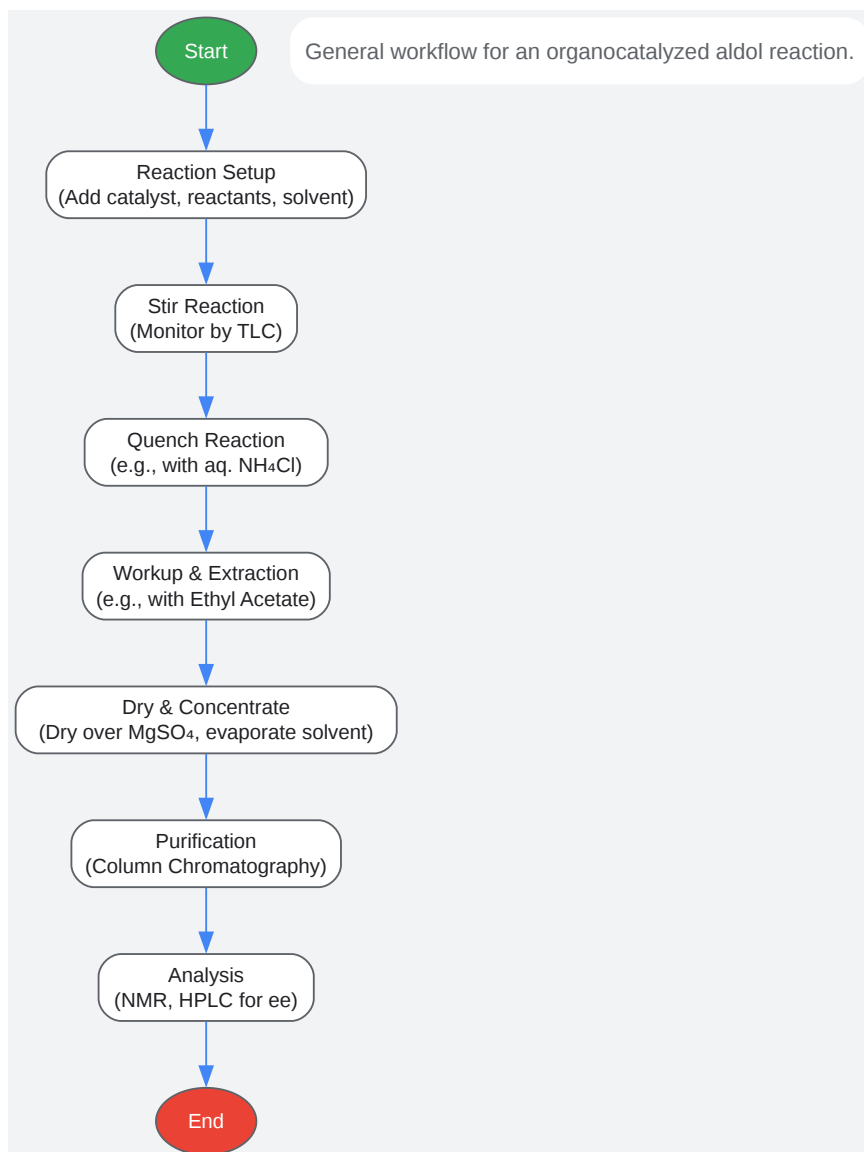 Start
General workflow for an organocatalyzed aldol reaction.
Reaction Setup
(Add catalyst, reactants, solvent)
Stir Reaction
(Monitor by TLC)
Quench Reaction
(e.g., with aq. NH₄Cl)
Workup & Extraction
(e.g., with Ethyl Acetate)
Dry & Concentrate
(Dry over MgSO₄, evaporate solvent)
Purification
(Column Chromatography)
Analysis
(NMR, HPLC for ee)
End